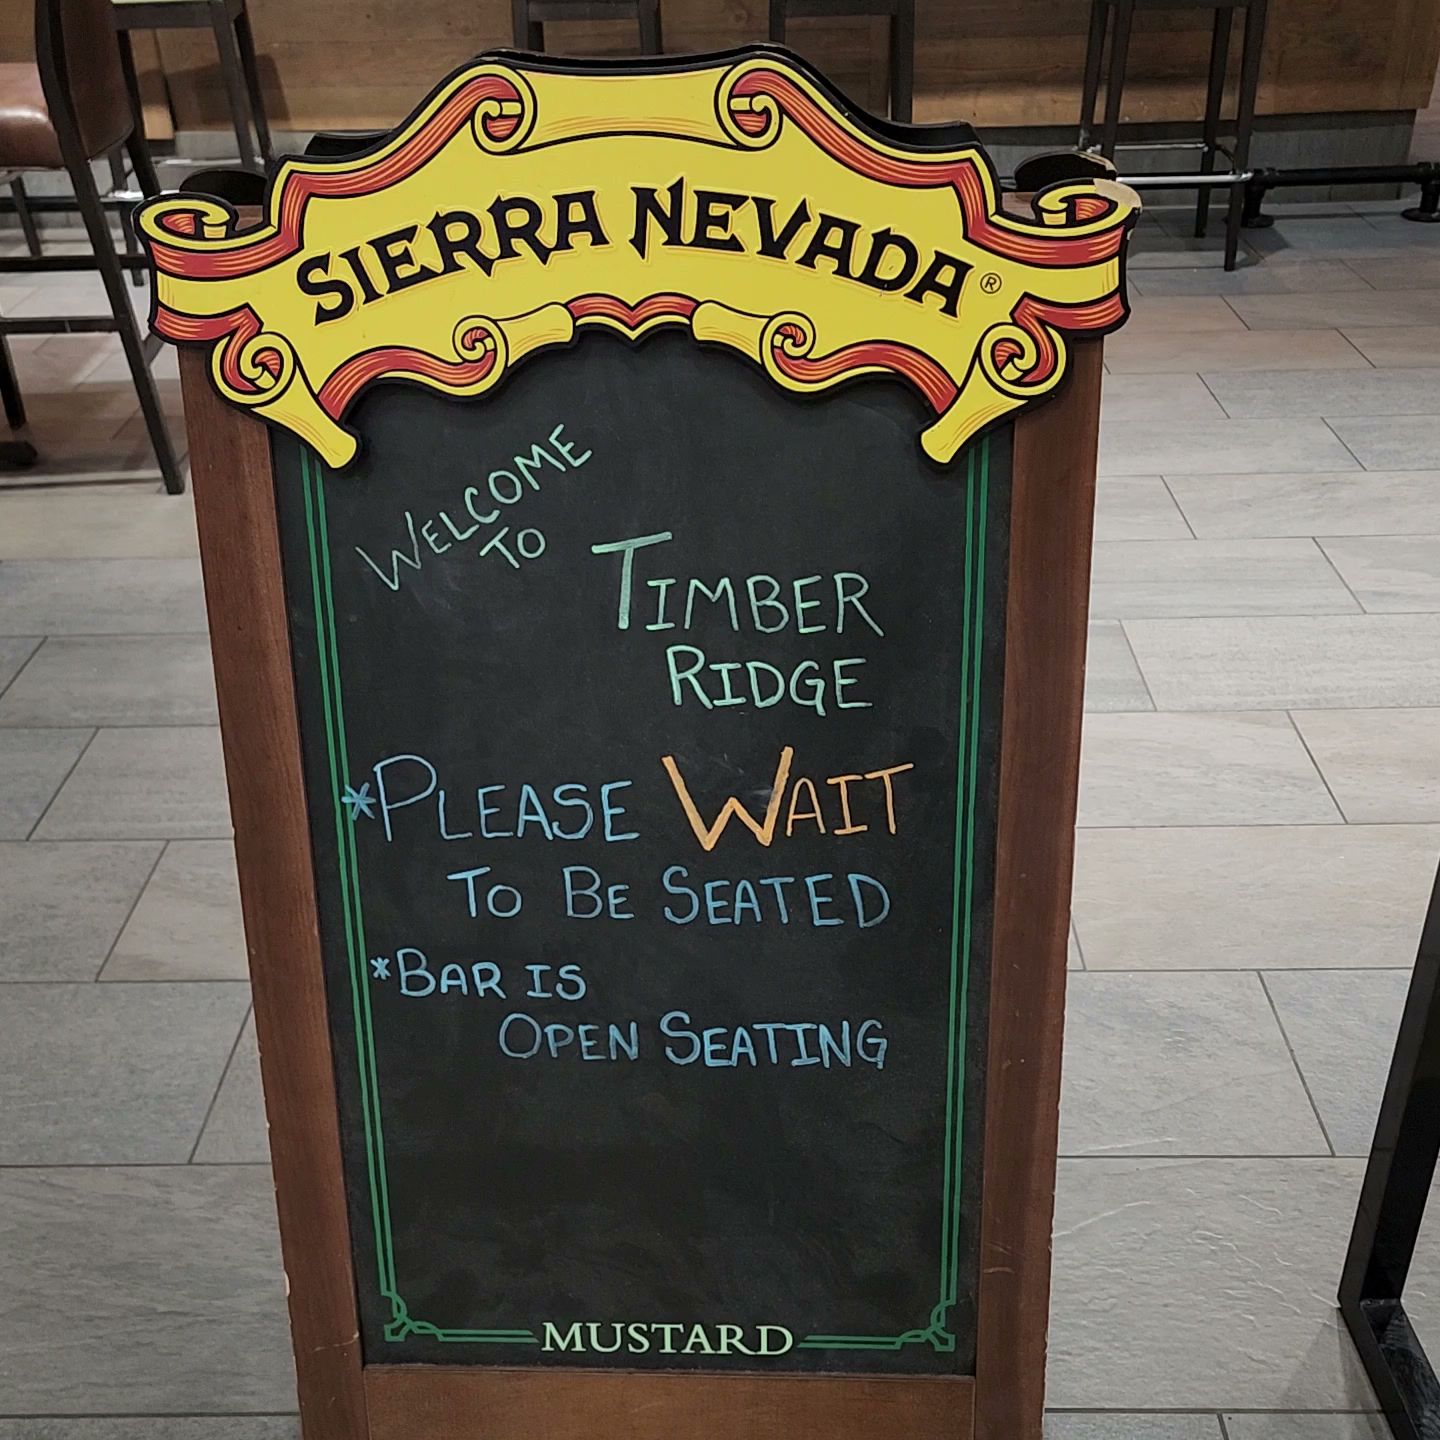 SIERRA NEVADA®
WELCOME
TO
TIMBER
RIDGE
*PLEASE WAIT
TO BE SEATED
*BAR IS
OPEN SEATING
MUSTARD